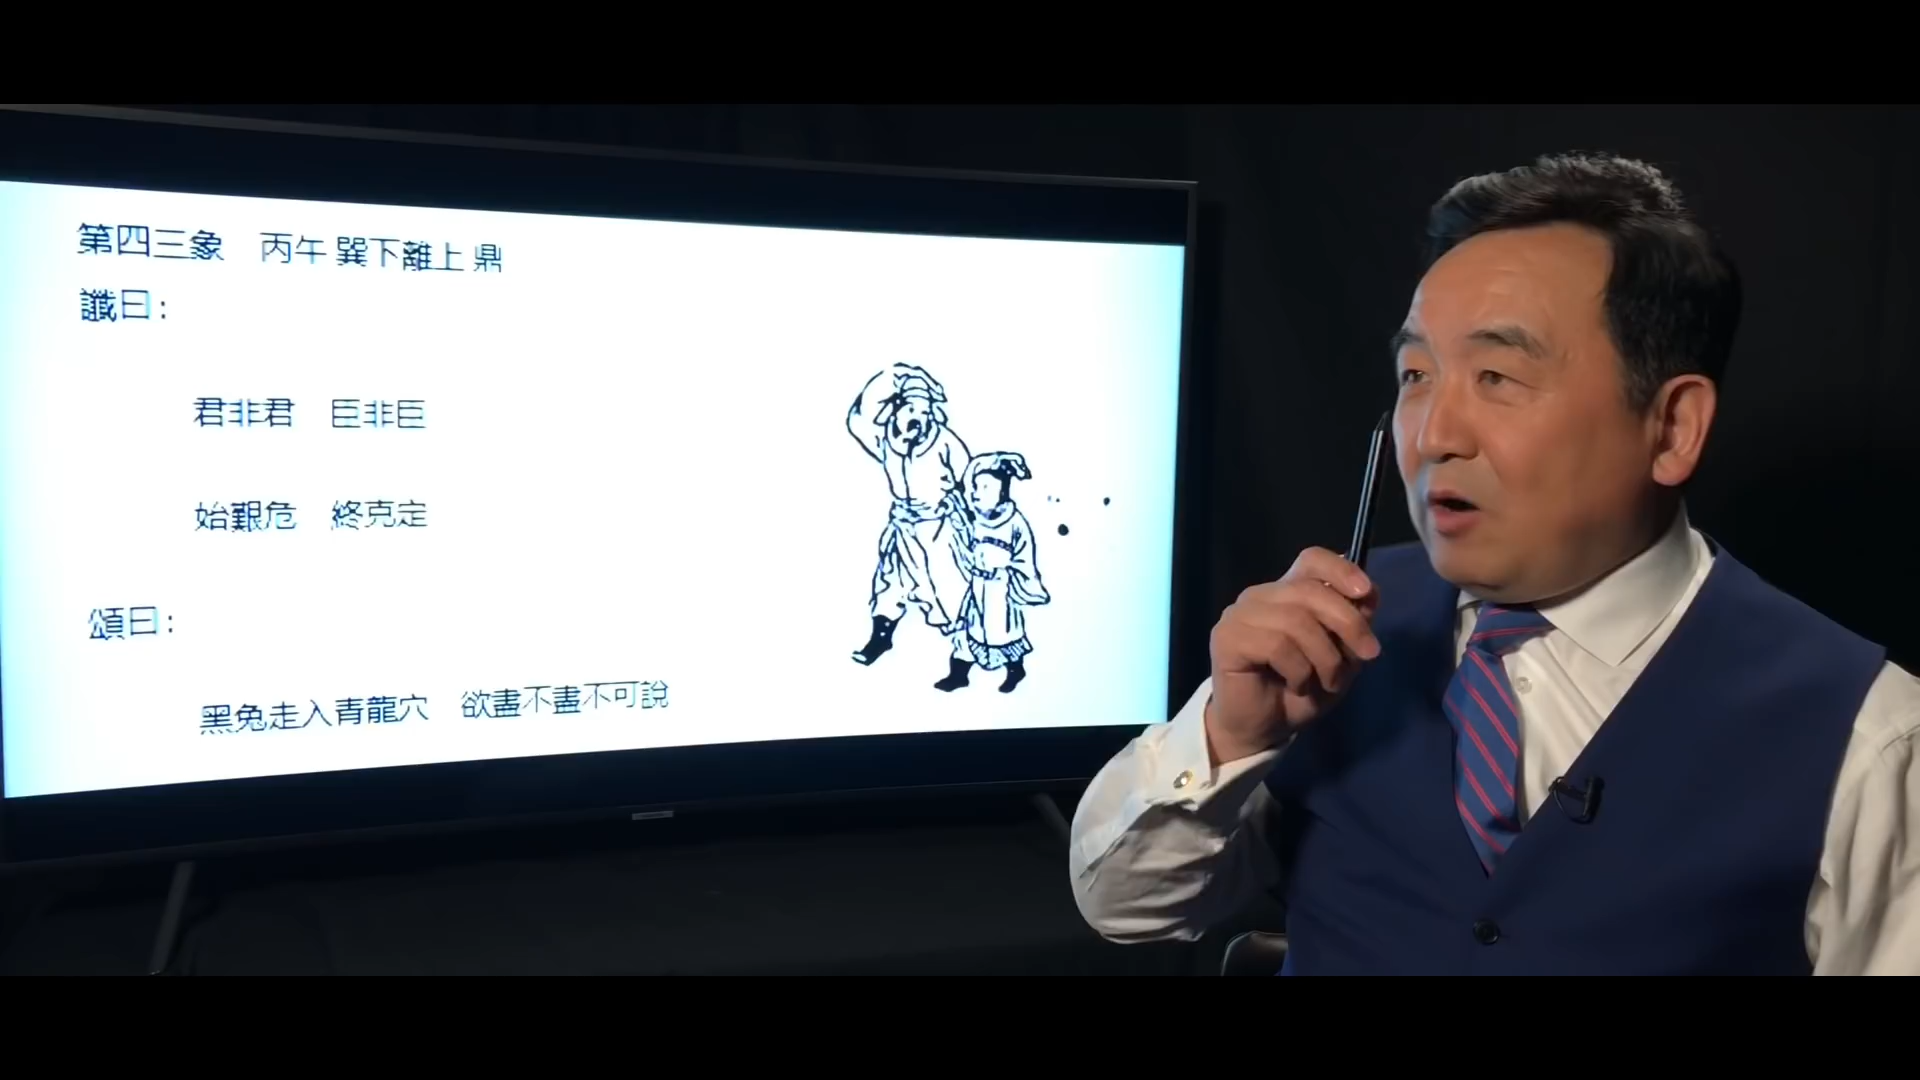 第四三象　丙午 巽下離上 鼎
讖曰：
君非君　臣非臣
始艱危　終克定
頌曰：
黑兔走入青龍穴　欲盡不盡不可說